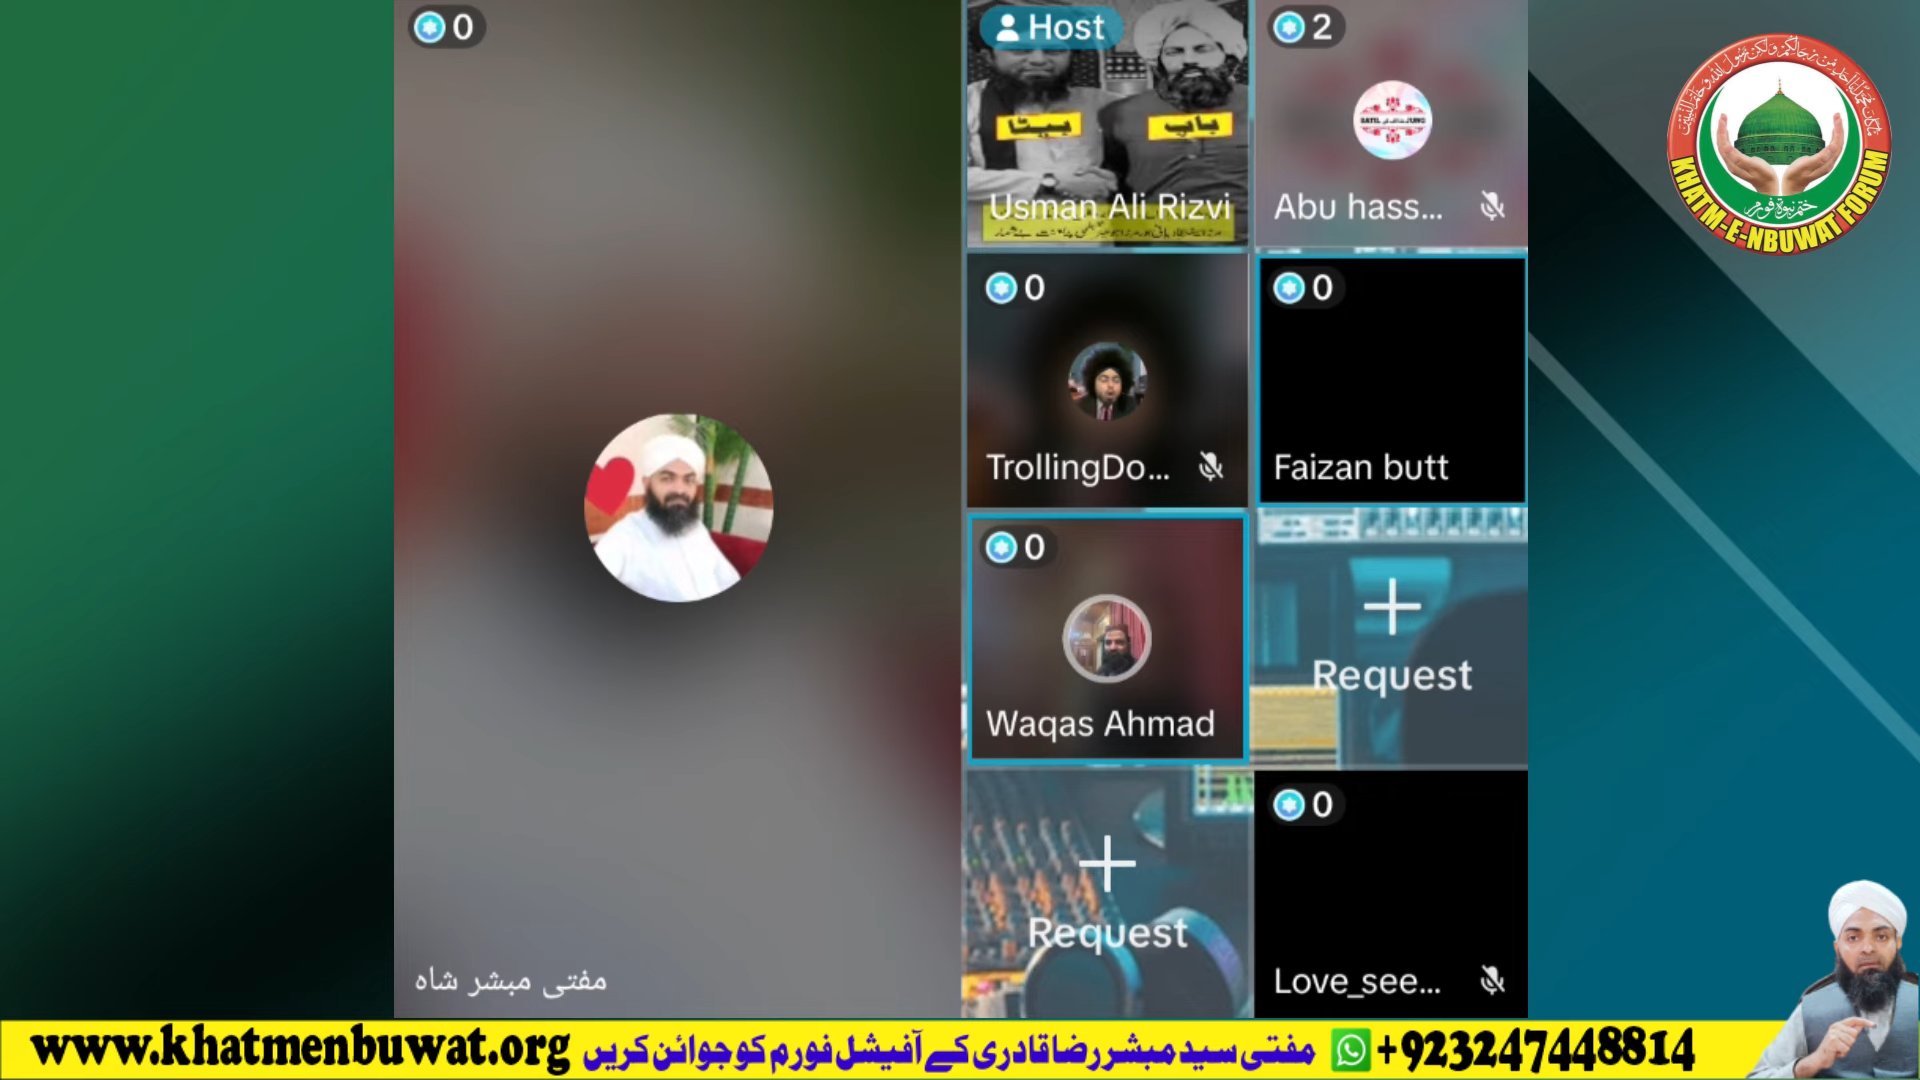 0
مفتی مبشر شاہ
Host
بیٹا
باپ
Usman Ali Rizvi
2
Abu hass...
0
TrollingDo...
0
Faizan butt
0
Waqas Ahmad
Request
Request
0
Love_see...
KHATM-E-NBUWAT FORUM
ختم نبوة فورم
www.khatmenbuwat.org مفتی سید مبشر رضا قادری کے آفیشل فورم کو جوائن کریں +923247448814